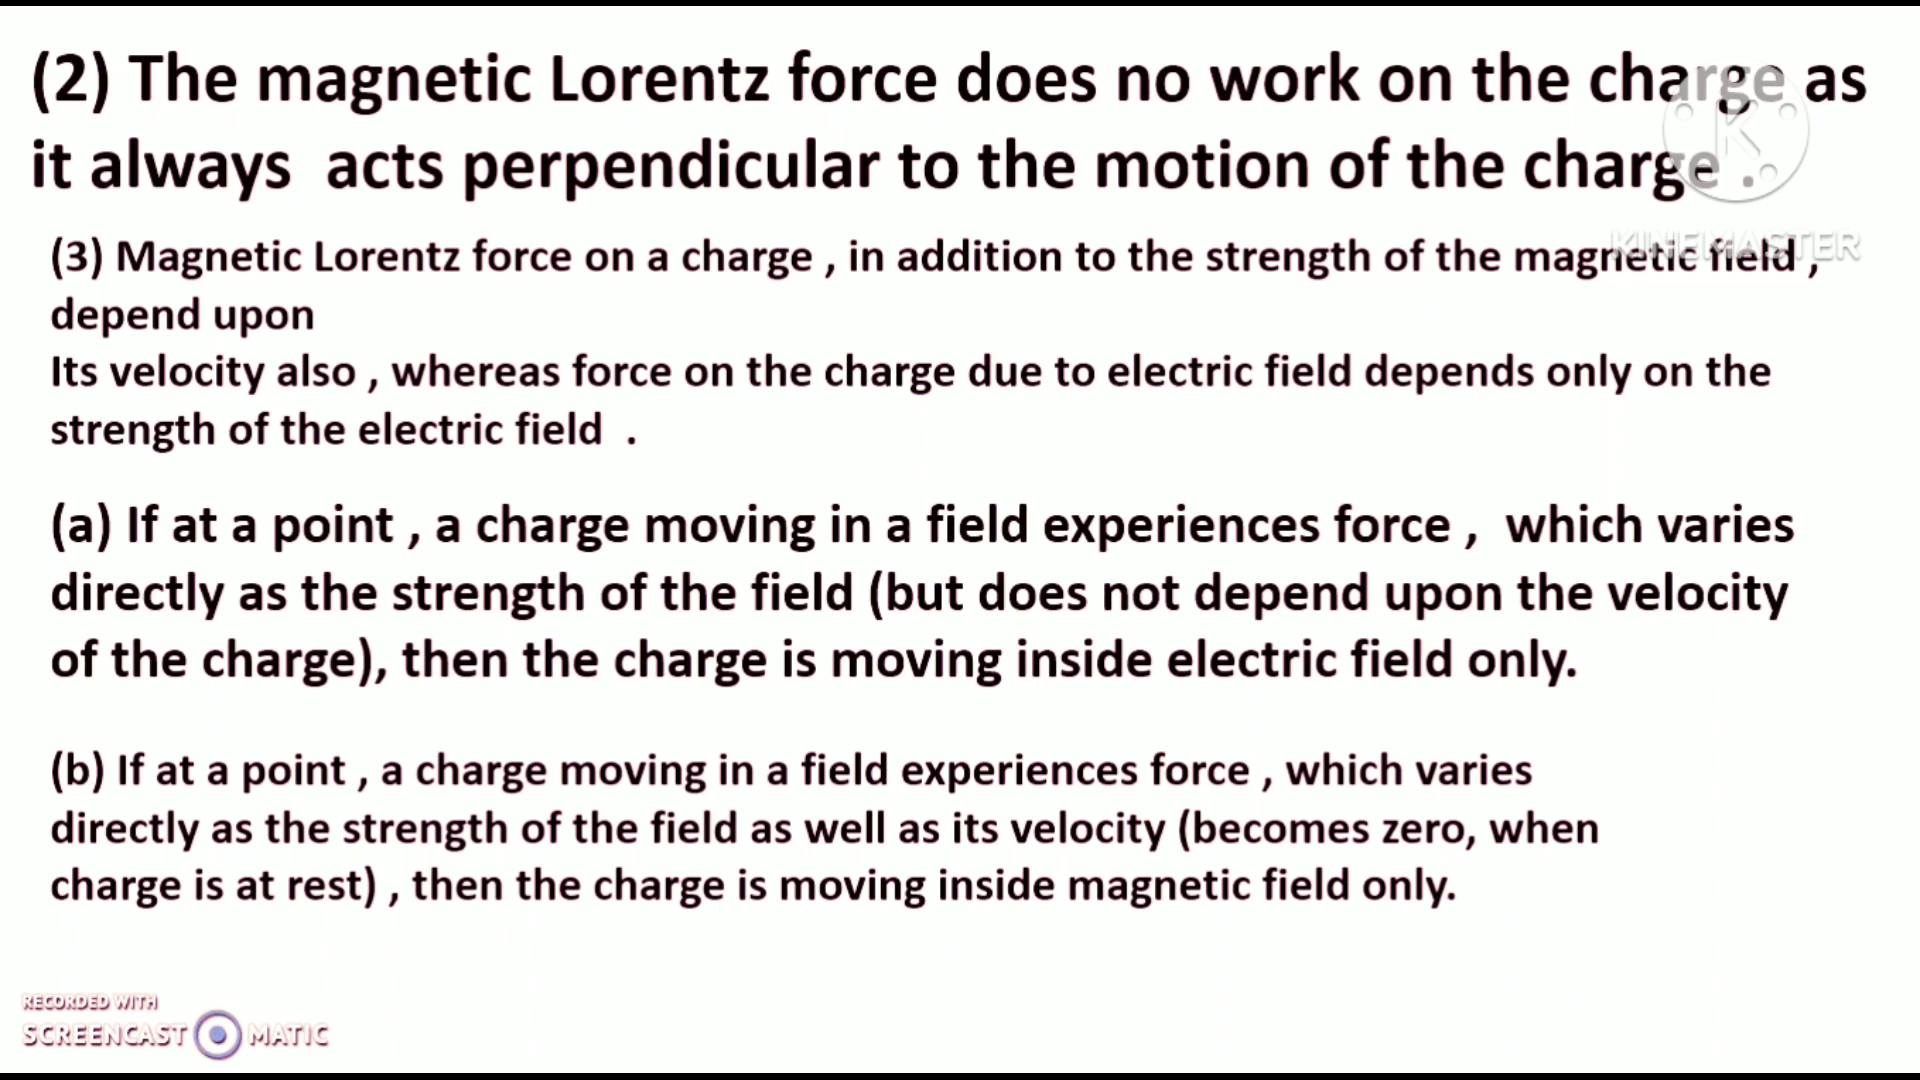 (2) The magnetic Lorentz force does no work on the charge as
it always  acts perpendicular to the motion of the charge .
K
KINEMASTER
(3) Magnetic Lorentz force on a charge , in addition to the strength of the magnetic field ,
depend upon
Its velocity also , whereas force on the charge due to electric field depends only on the
strength of the electric field  .
(a) If at a point , a charge moving in a field experiences force ,  which varies
directly as the strength of the field (but does not depend upon the velocity
of the charge), then the charge is moving inside electric field only.
(b) If at a point , a charge moving in a field experiences force , which varies
directly as the strength of the field as well as its velocity (becomes zero, when
charge is at rest) , then the charge is moving inside magnetic field only.
RECORDED WITH
SCREENCAST MATIC